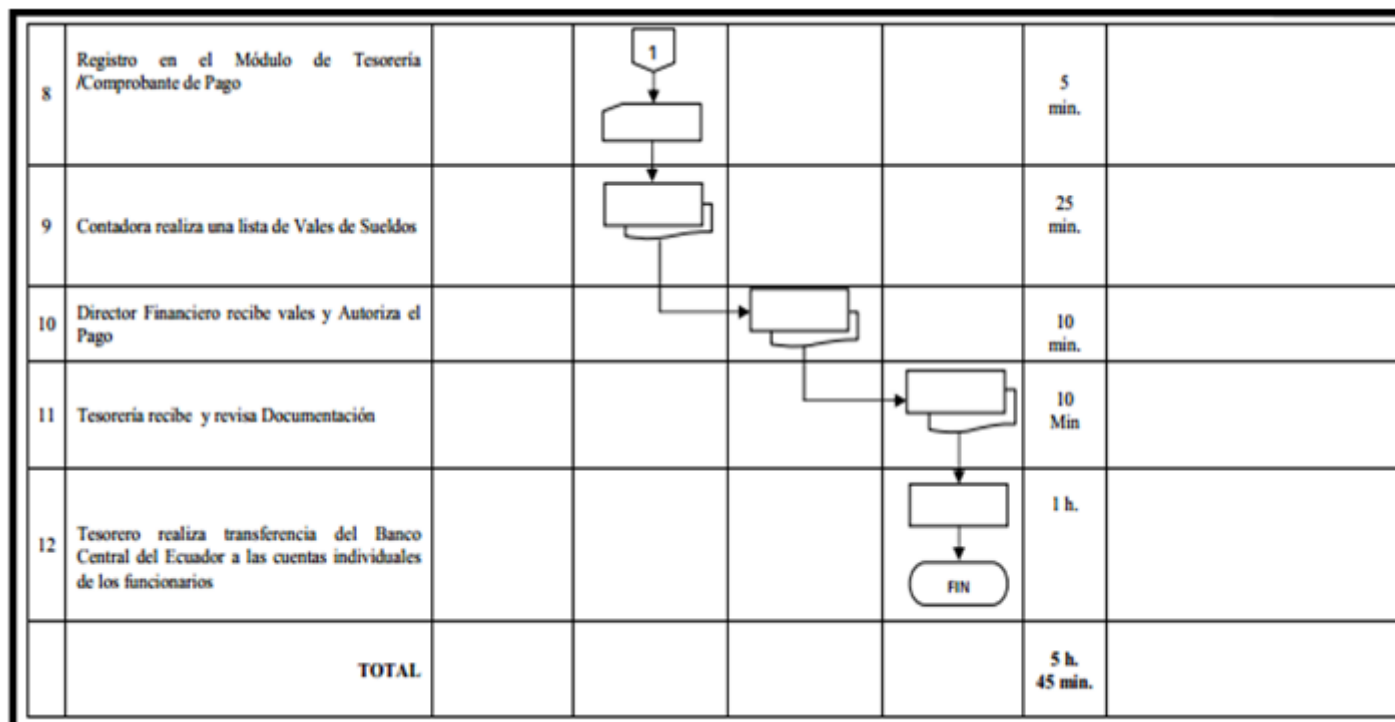 1
8
Registro en el Módulo de Tesorería
/Comprobante de Pago
5
min.
9
Contadora realiza una lista de Vales de Sueldos
25
min.
10
Director Financiero recibe vales y Autoriza el
Pago
10
min.
11
Tesorería recibe y revisa Documentación
10
Min
12
Tesorero realiza transferencia del Banco
Central del Ecuador a las cuentas individuales
de los funcionarios
1 h.
FIN
TOTAL
5 h.
45 min.